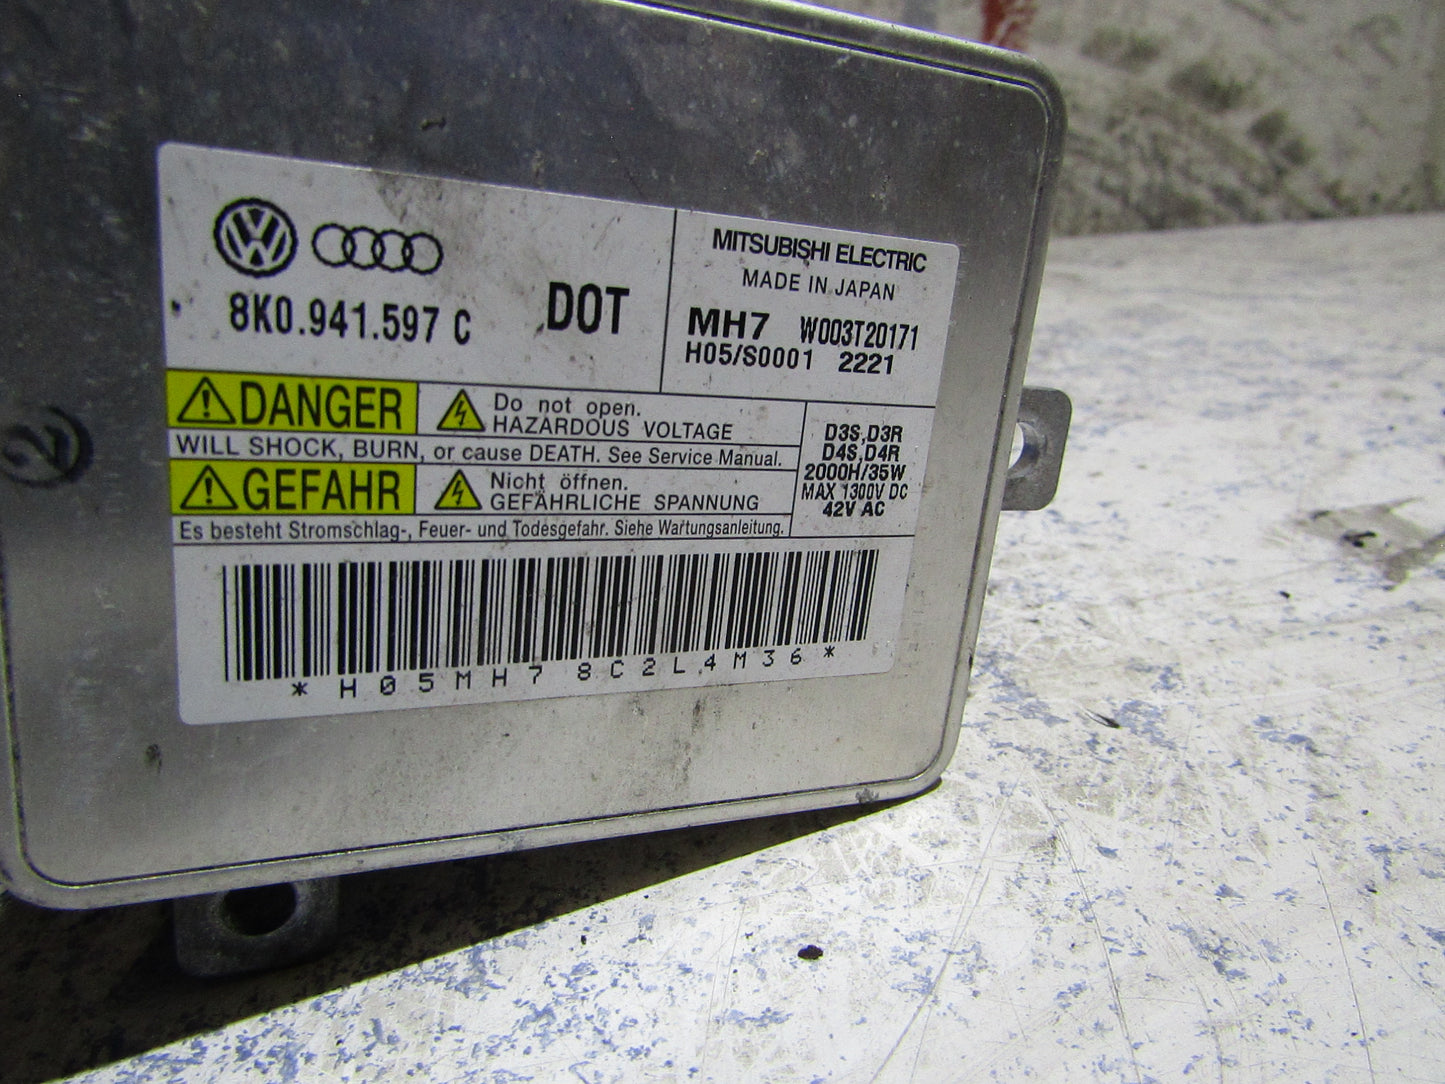 8K0.941.597 C
DOT
MITSUBISHI ELECTRIC
MADE IN JAPAN
MH7 W003T20171
H05/S0001 2221
DANGER
Do not open.
HAZARDOUS VOLTAGE
WILL SHOCK, BURN, or cause DEATH. See Service Manual.
GEFAHR
Nicht öffnen.
GEFÄHRLICHE SPANNUNG
Es besteht Stromschlag-, Feuer- und Todesgefahr. Siehe Wartungsanleitung.
D3S,D3R
D4S,D4R
2000H/35W
MAX 1300V DC
42V AC
*H05MH78C2L4M36*